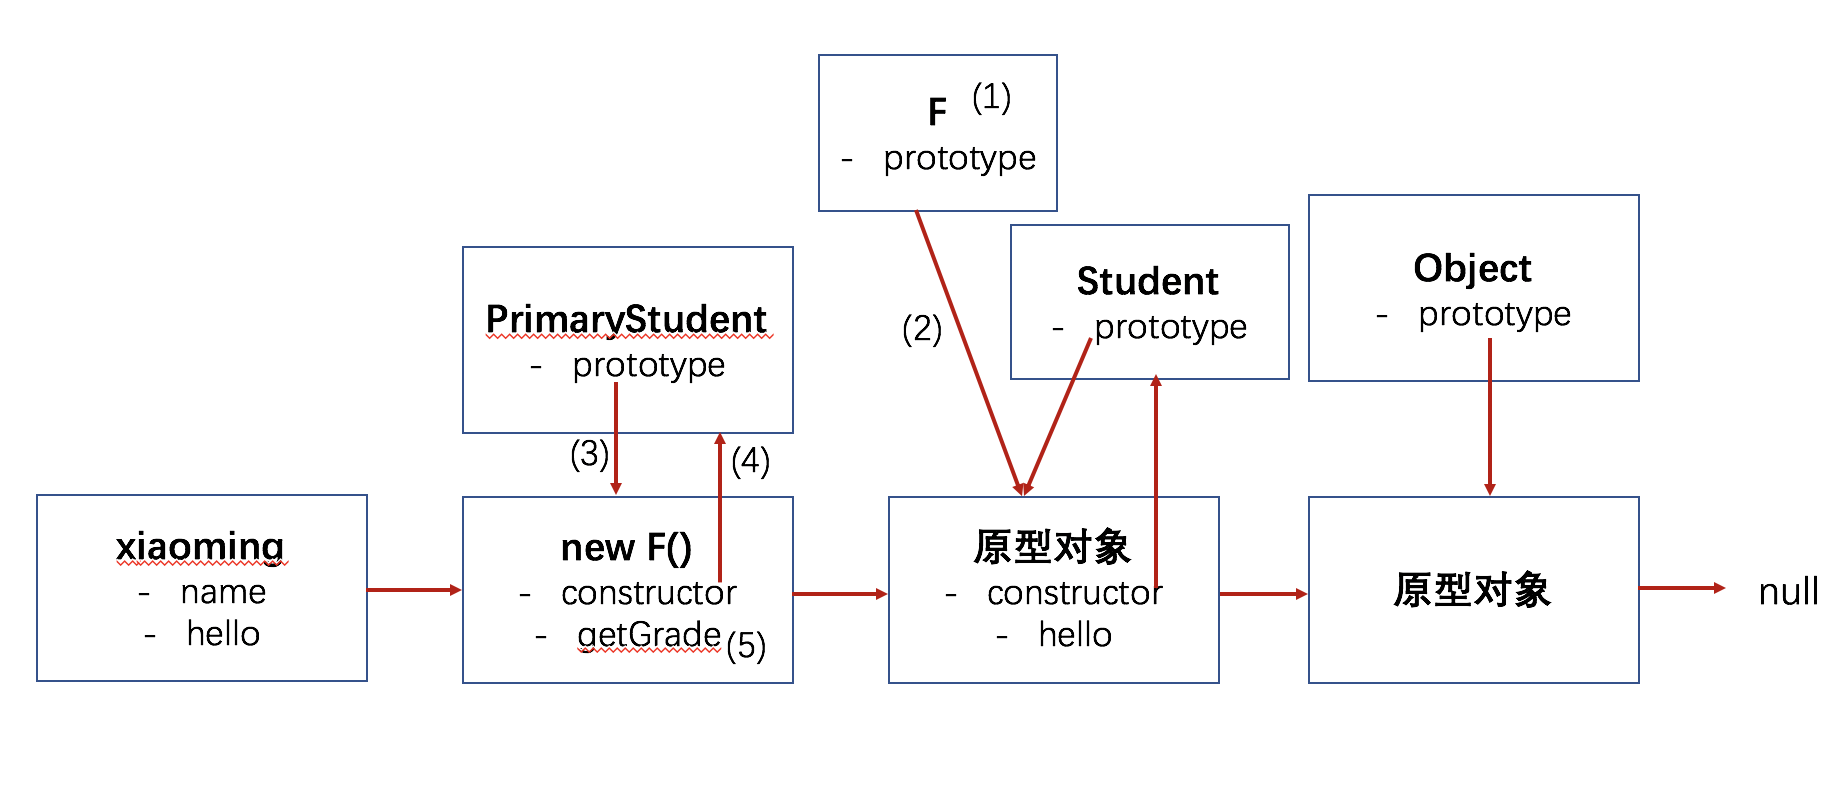 F (1)
- prototype
PrimaryStudent
- prototype
(2)
Student
- prototype
Object
- prototype
(3)
(4)
xiaoming
- name
- hello
new F()
- constructor
- getGrade (5)
原型对象
- constructor
- hello
原型对象
null